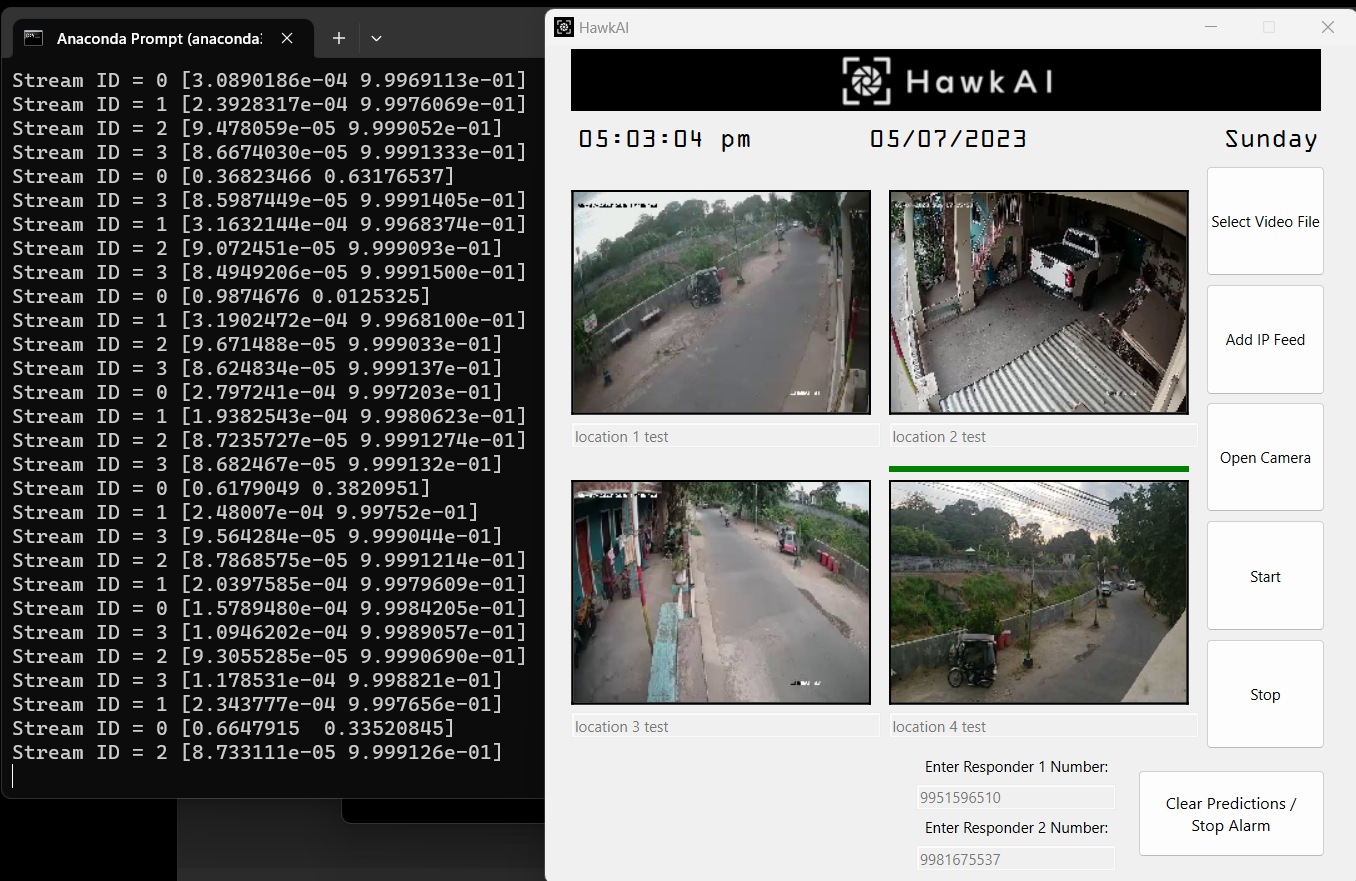 Anaconda Prompt (anaconda:
Stream ID = 0 [3.0890186e-04 9.9969113e-01]
Stream ID = 1 [2.3928317e-04 9.9976069e-01]
Stream ID = 2 [9.478059e-05 9.999052e-01]
Stream ID = 3 [8.6674030e-05 9.9991333e-01]
Stream ID = 0 [0.36823466 0.63176537]
Stream ID = 3 [8.5987449e-05 9.9991405e-01]
Stream ID = 1 [3.1632144e-04 9.9968374e-01]
Stream ID = 2 [9.072451e-05 9.999093e-01]
Stream ID = 3 [8.4949206e-05 9.9991500e-01]
Stream ID = 0 [0.9874676 0.0125325]
Stream ID = 1 [3.1902472e-04 9.9968100e-01]
Stream ID = 2 [9.671488e-05 9.999033e-01]
Stream ID = 3 [8.624834e-05 9.999137e-01]
Stream ID = 0 [2.797241e-04 9.997203e-01]
Stream ID = 1 [1.9382543e-04 9.9980623e-01]
Stream ID = 2 [8.7235727e-05 9.9991274e-01]
Stream ID = 3 [8.682467e-05 9.999132e-01]
Stream ID = 0 [0.6179049 0.3820951]
Stream ID = 1 [2.48007e-04 9.99752e-01]
Stream ID = 3 [9.564284e-05 9.999044e-01]
Stream ID = 2 [8.7868575e-05 9.9991214e-01]
Stream ID = 1 [2.0397585e-04 9.9979609e-01]
Stream ID = 0 [1.5789480e-04 9.9984205e-01]
Stream ID = 3 [1.0946202e-04 9.9989057e-01]
Stream ID = 2 [9.3055285e-05 9.9990690e-01]
Stream ID = 3 [1.178531e-04 9.998821e-01]
Stream ID = 1 [2.343777e-04 9.997656e-01]
Stream ID = 0 [0.6647915  0.33520845]
Stream ID = 2 [8.733111e-05 9.999126e-01]
HawkAI
HawkAI
05:03:04 pm 05/07/2023 Sunday
Select Video File
Add IP Feed
Open Camera
Start
Stop
location 1 test
location 2 test
location 3 test
location 4 test
Enter Responder 1 Number:
9951596510
Enter Responder 2 Number:
9981675537
Clear Predictions /
Stop Alarm